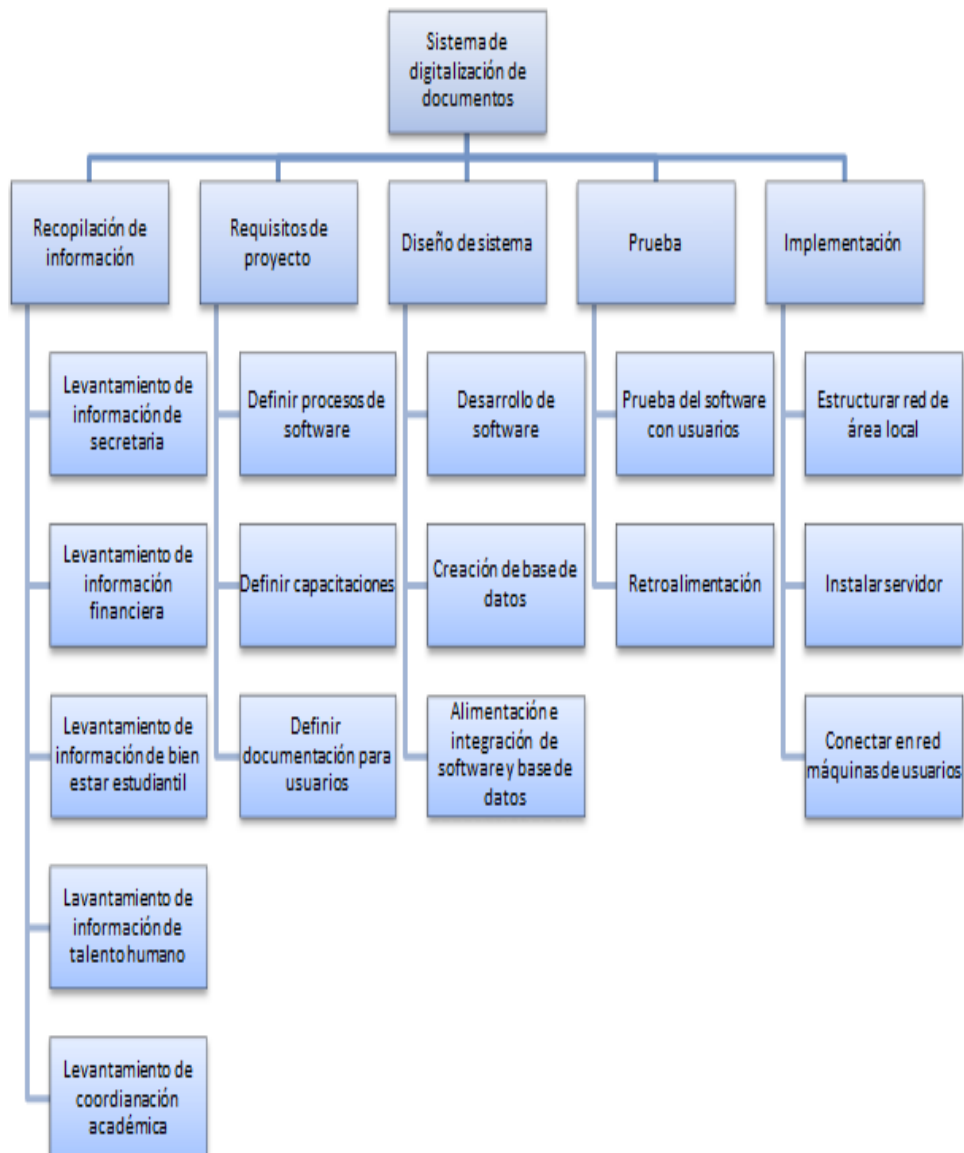 Sistema de
digitalización de
documentos
Recopilación de
información
Requisitos de
proyecto
Diseño de sistema
Prueba
Implementación
Levantamiento de
información de
secretaria
Levantamiento de
información
financiera
Levantamiento de
información de bien
estar estudiantil
Lavantamiento de
información de
talento humano
Levantamiento de
coordianación
académica
Definir procesos de
software
Definir capacitaciones
Definir
documentación para
usuarios
Desarrollo de
software
Creación de base de
datos
Alimentación e
integración de
software y base de
datos
Prueba del software
con usuarios
Retroalimentación
Estructurar red de
área local
Instalar servidor
Conectar en red
máquinas de usuarios